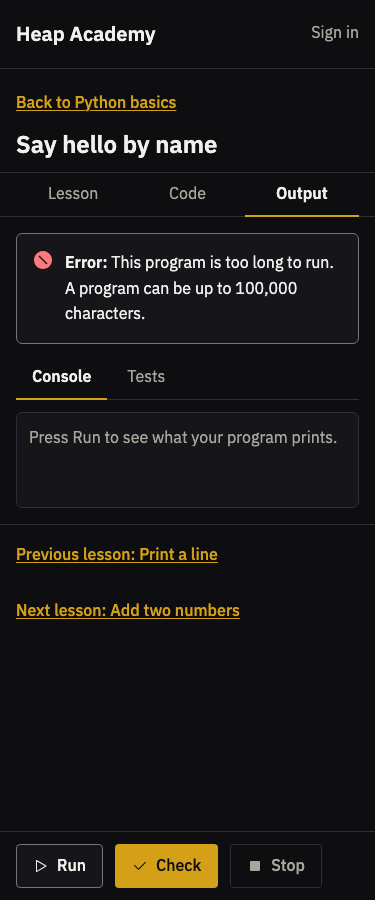 Heap Academy
Sign in
Back to Python basics
Say hello by name
Lesson
Code
Output
Error: This program is too long to run.
A program can be up to 100,000
characters.
Console
Tests
Press Run to see what your program prints.
Previous lesson: Print a line
Next lesson: Add two numbers
Run
Check
Stop